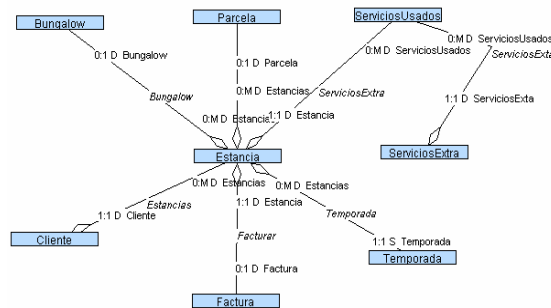 Bungalow
Parcela
ServiciosUsados
0:1 D Bungalow
0:M D ServiciosUsados
0:M D ServiciosUsados
ServiciosExta
0:1 D Parcela
Bungalow
0:M D Estancias
ServiciosExtra
1:1 D ServiciosExta
0:M D Estancias
1:1 D Estancia
Estancia
ServiciosExtra
0:M D Estancias
0:M D Estancias
Estancias
1:1 D Estancia
1:1 D Cliente
Temporada
Cliente
Facturar
1:1 S Temporada
Temporada
0:1 D Factura
Factura